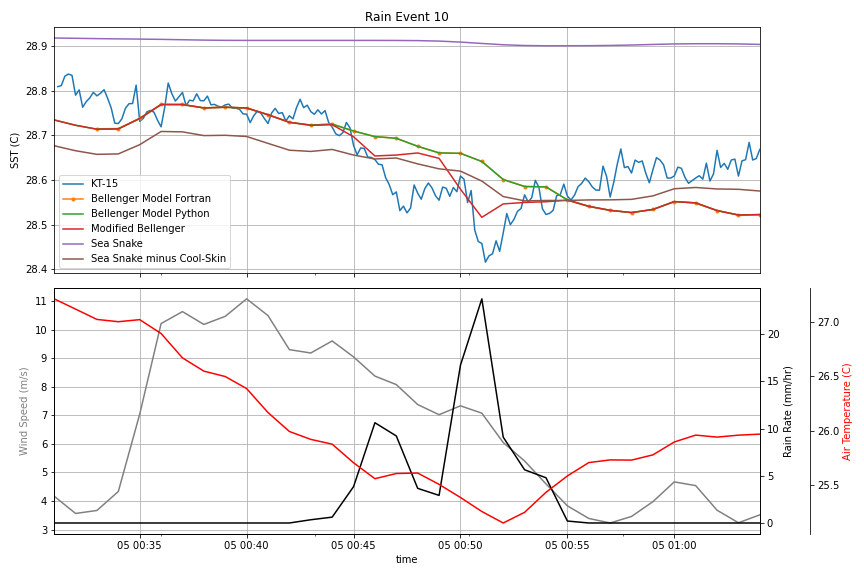 Rain Event 10
28.9
28.8
28.7
28.6
28.5
28.4
SST (C)
KT-15
Bellenger Model Fortran
Bellenger Model Python
Modified Bellenger
Sea Snake
Sea Snake minus Cool-Skin
11
10
9
8
7
6
5
4
3
Wind Speed (m/s)
20
15
10
5
0
Rain Rate (mm/hr)
27.0
26.5
26.0
25.5
Air Temperature (C)
05 00:35 05 00:40 05 00:45 05 00:50 05 00:55 05 01:00
time